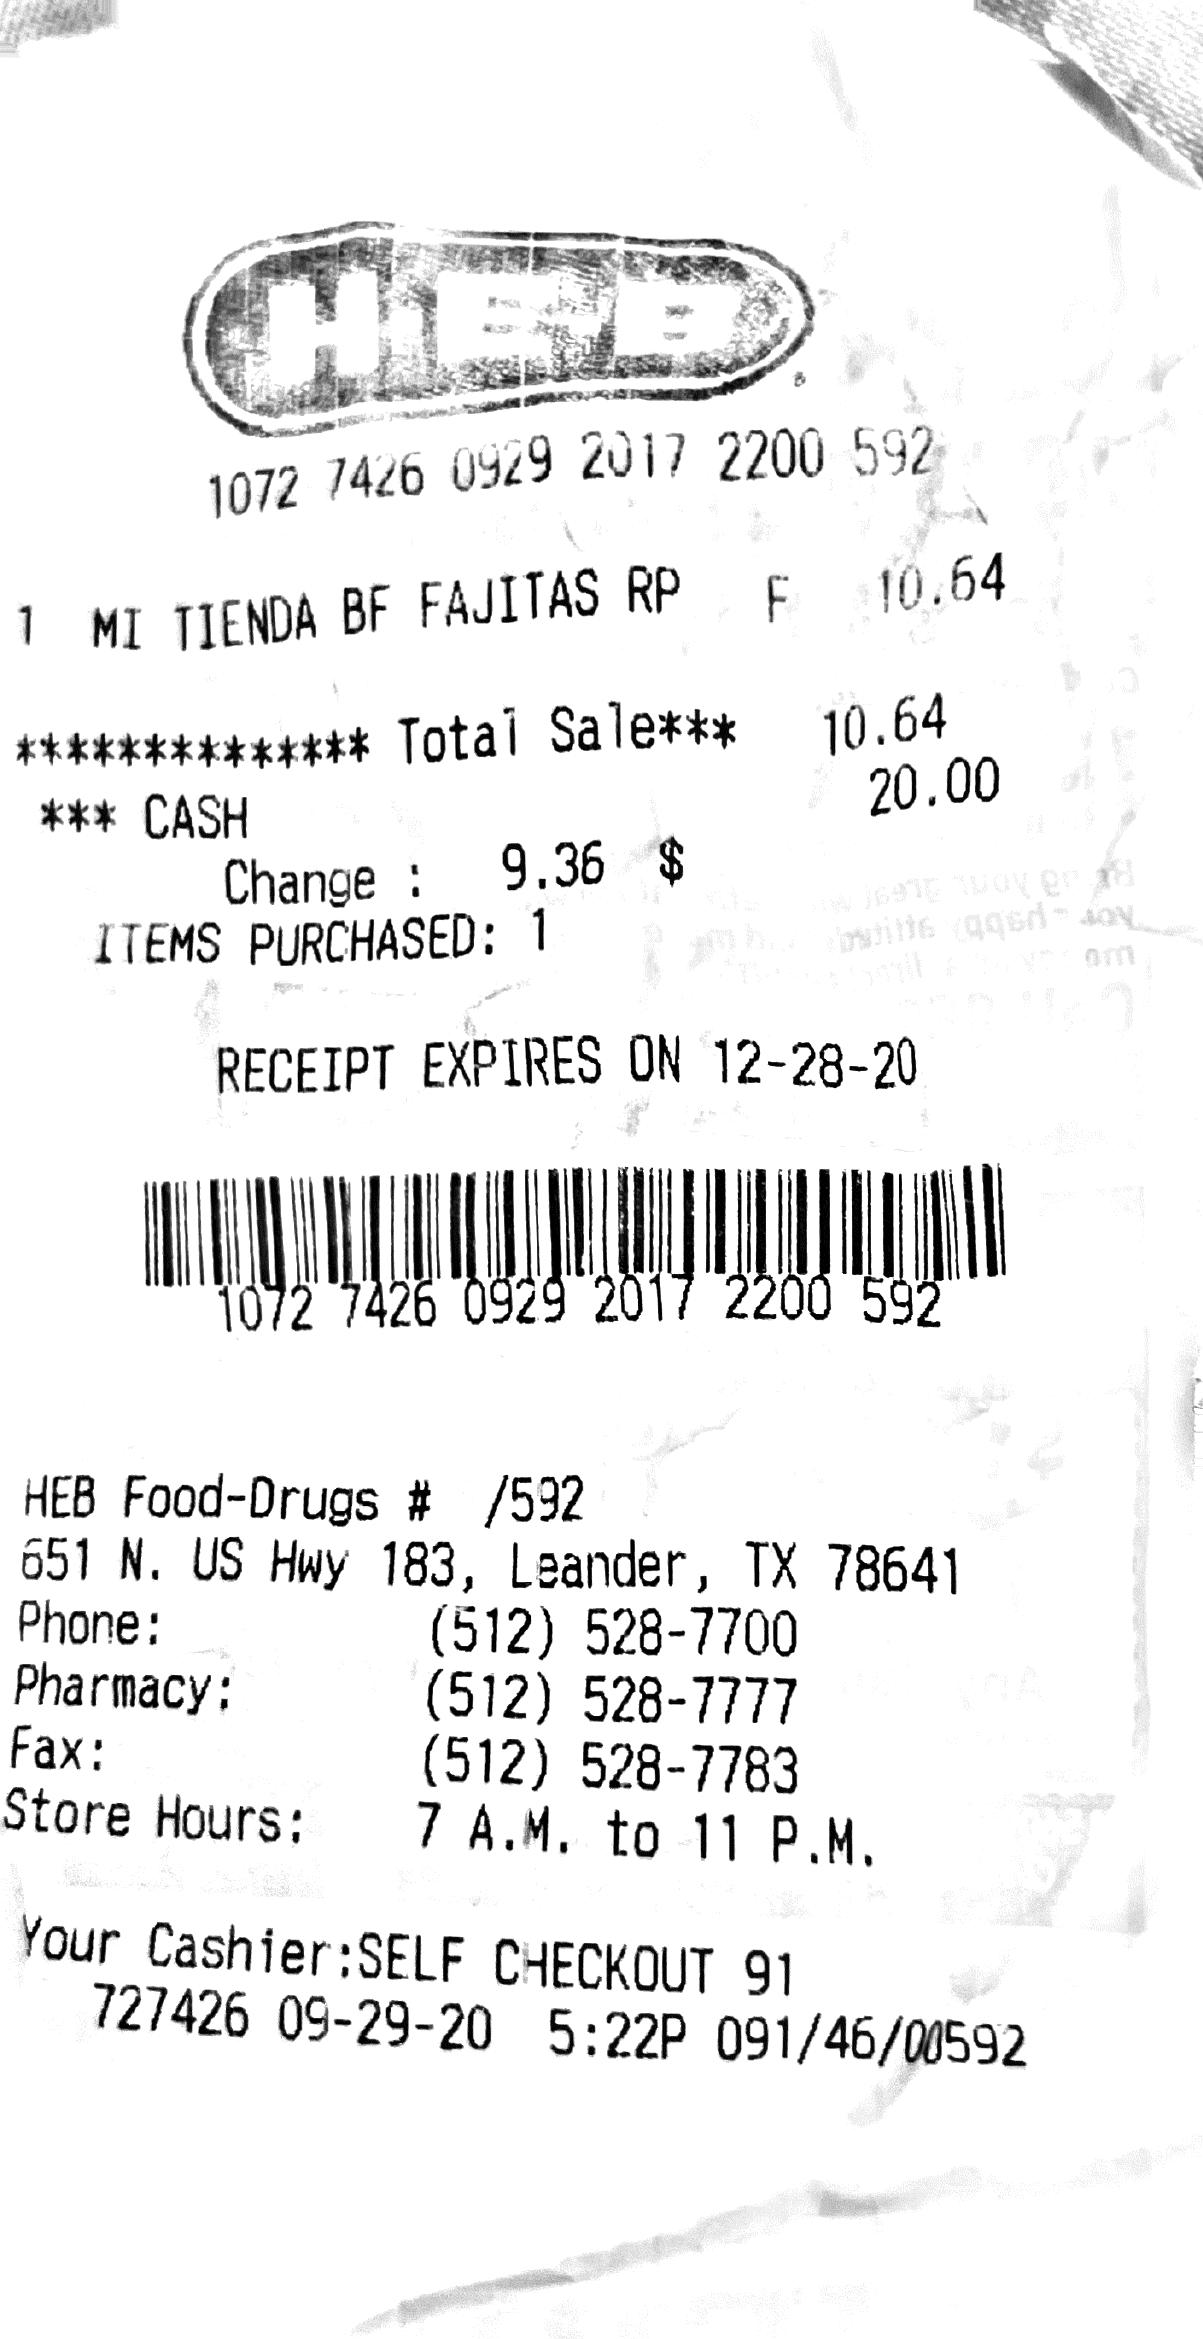 H-E-B
1072 7426 0929 2017 2200 592
1 MI TIENDA BF FAJITAS RP F 10.64
************** Total Sale*** 10.64
*** CASH 20.00
Change : 9.36 $
ITEMS PURCHASED: 1
RECEIPT EXPIRES ON 12-28-20
1072 7426 0929 2017 2200 592
HEB Food-Drugs # /592
651 N. US Hwy 183, Leander, TX 78641
Phone: (512) 528-7700
Pharmacy: (512) 528-7777
Fax: (512) 528-7783
Store Hours: 7 A.M. to 11 P.M.
Your Cashier:SELF CHECKOUT 91
727426 09-29-20 5:22P 091/46/00592